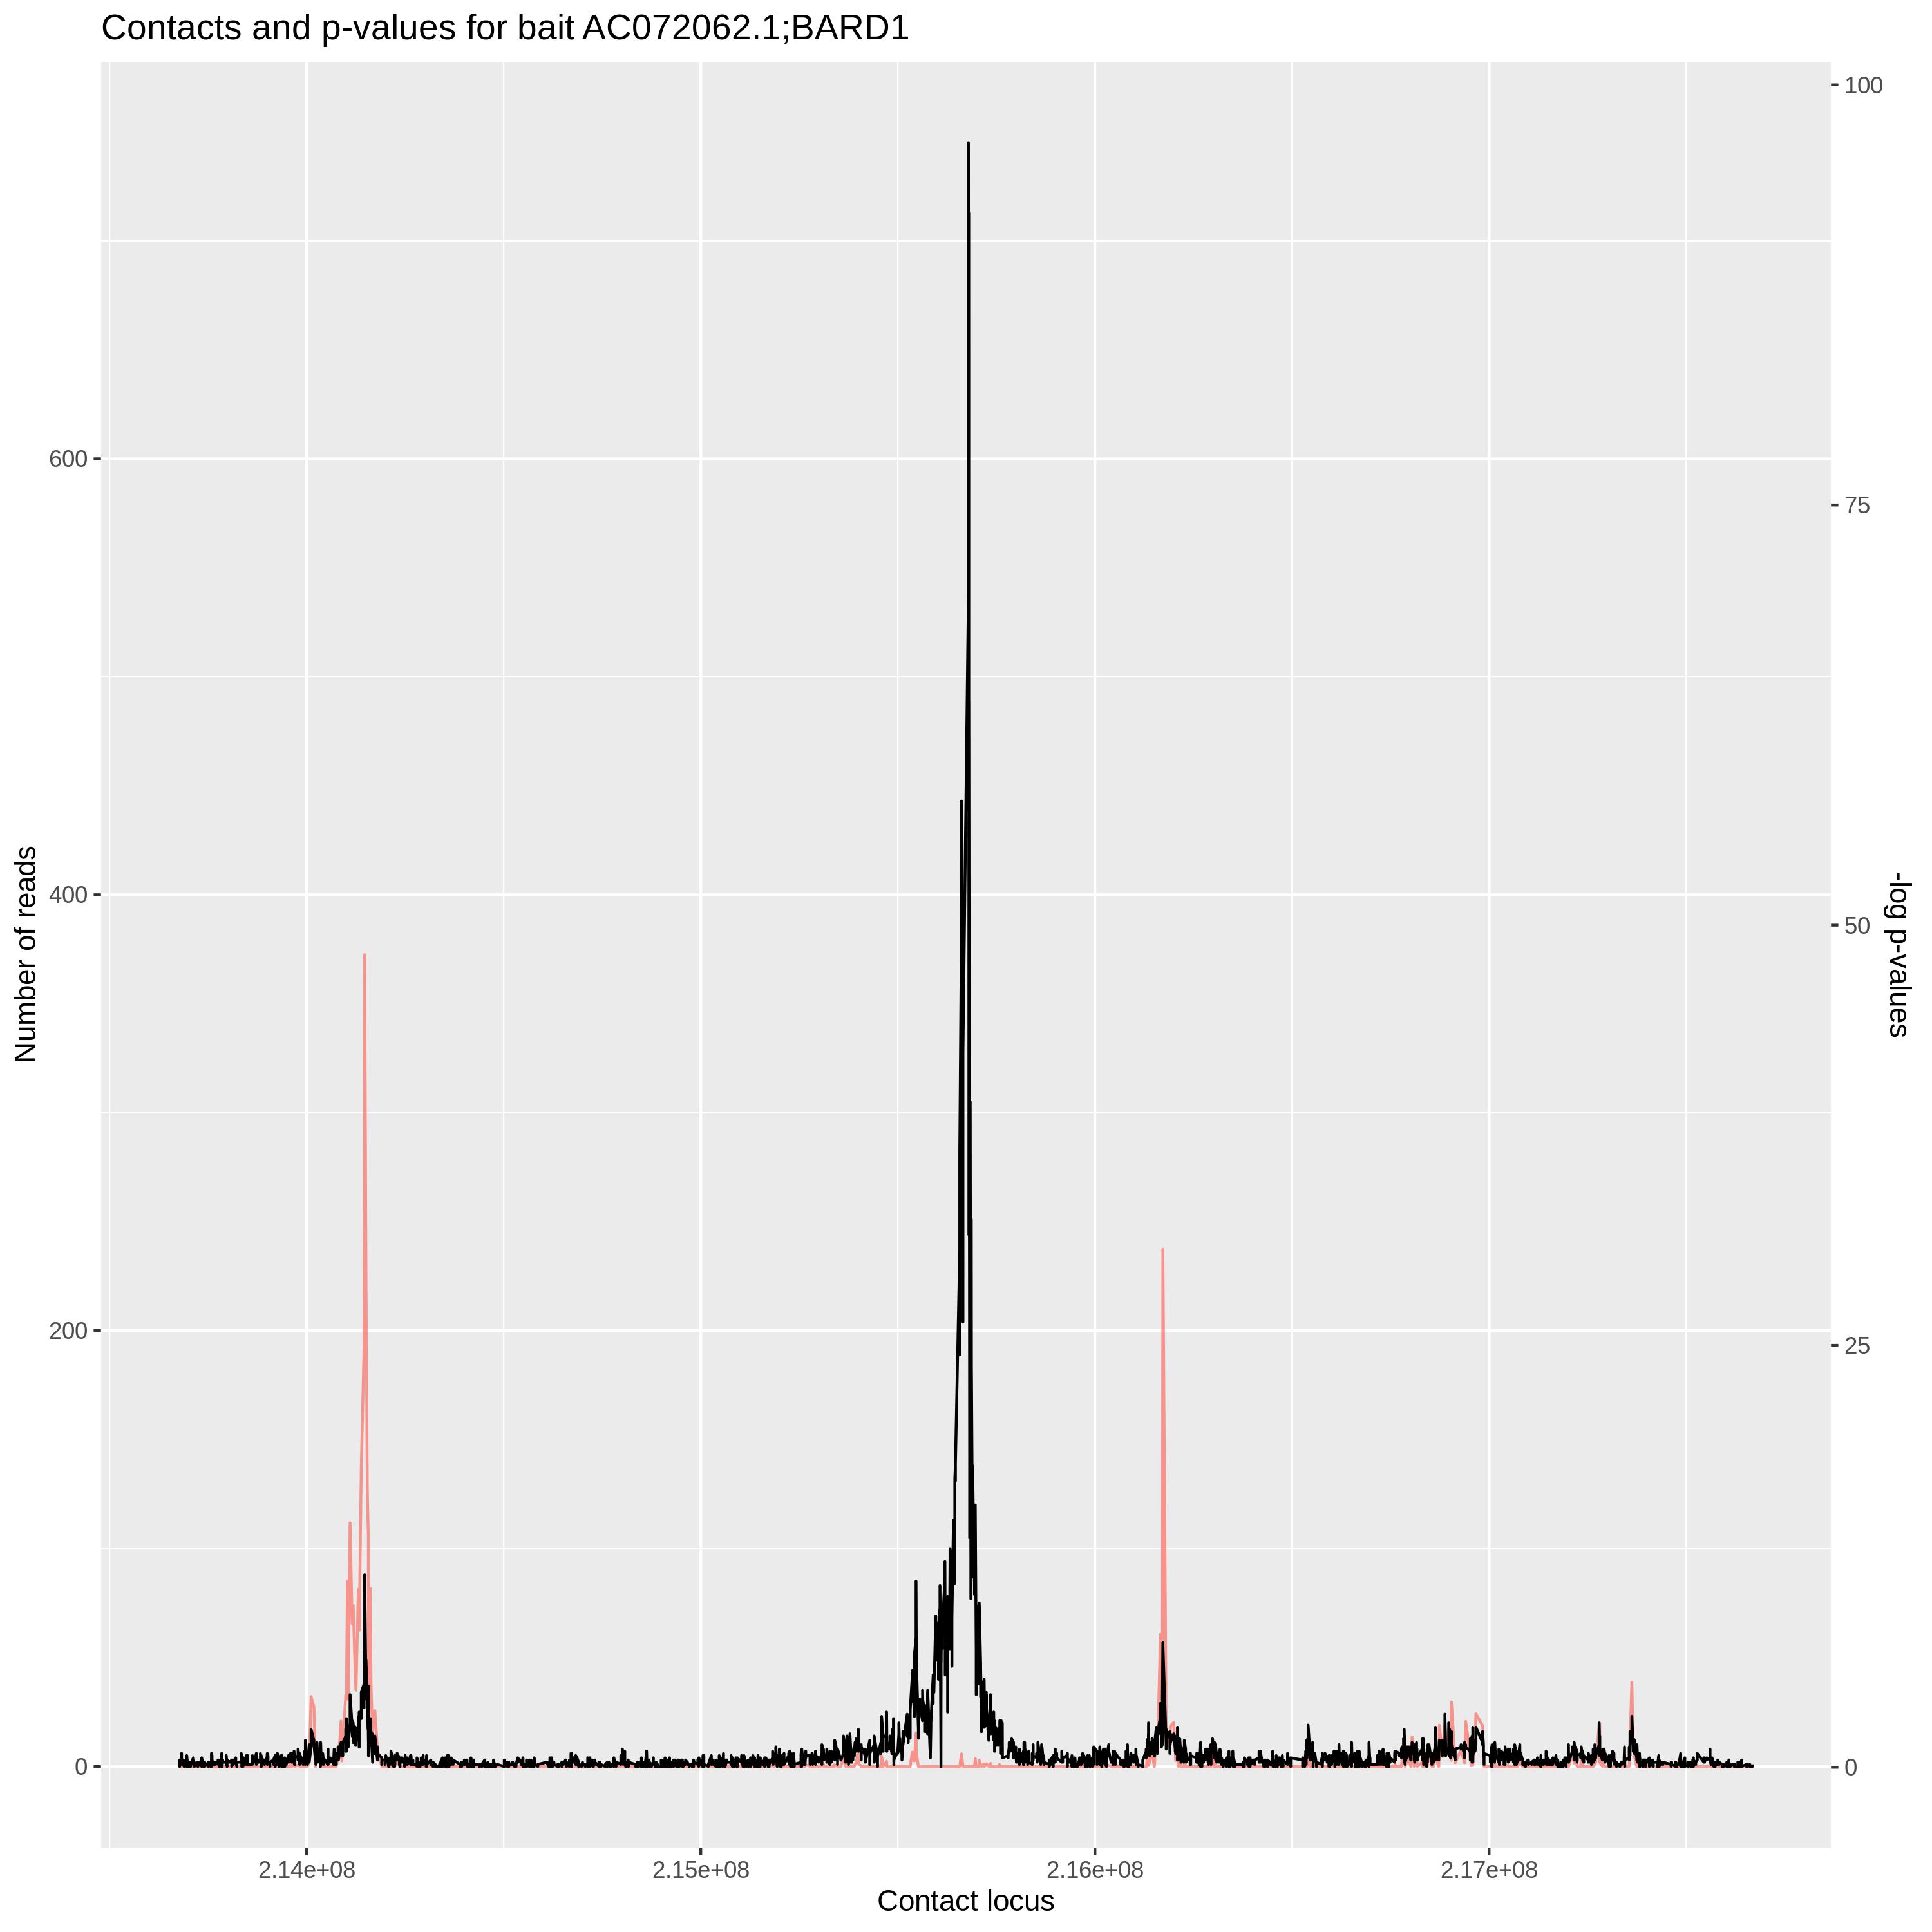 Contacts and p-values for bait AC072062.1;BARD1
100
75
50
25
0
600
400
200
0
Number of reads
-log p-values
2.14e+08 2.15e+08 2.16e+08 2.17e+08
Contact locus